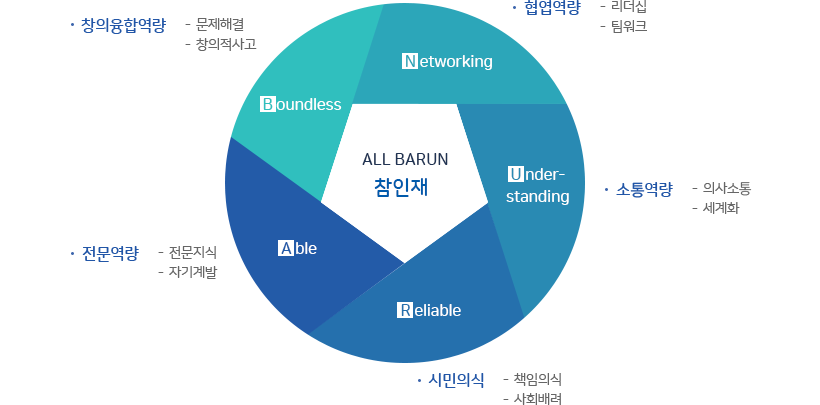 · 창의융합역량
- 문제해결
- 창의적사고
· 협업역량
- 리더십
- 팀워크
Networking
Boundless
ALL BARUN
참인재
Under-
standing
· 소통역량
- 의사소통
- 세계화
· 전문역량
- 전문지식
- 자기계발
Able
Reliable
· 시민의식
- 책임의식
- 사회배려